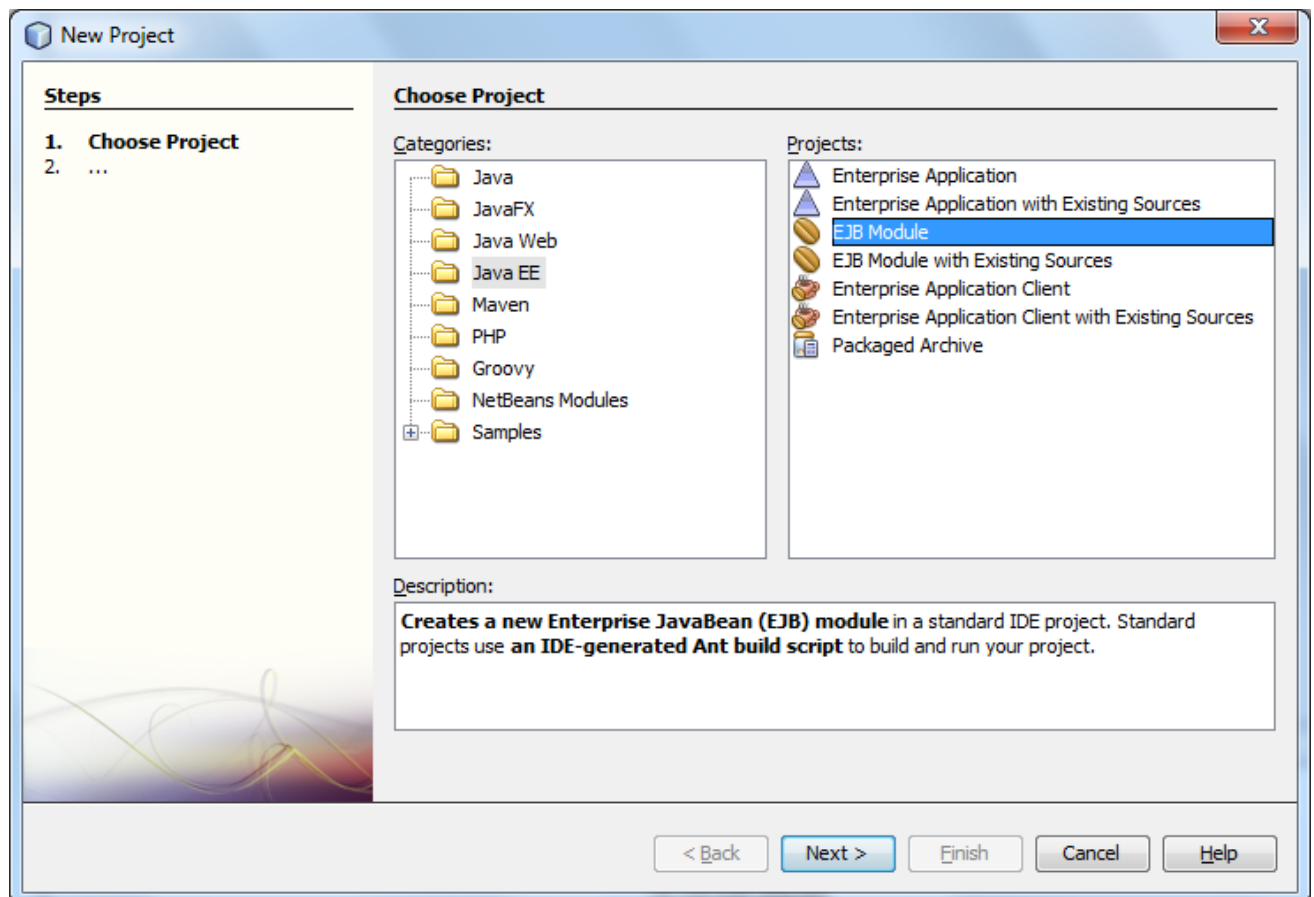 New Project
Steps
1. Choose Project
2. ...
Choose Project
Categories:
Java
JavaFX
Java Web
Java EE
Maven
PHP
Groovy
NetBeans Modules
Samples
Projects:
Enterprise Application
Enterprise Application with Existing Sources
EJB Module
EJB Module with Existing Sources
Enterprise Application Client
Enterprise Application Client with Existing Sources
Packaged Archive
Description:
Creates a new Enterprise JavaBean (EJB) module in a standard IDE project. Standard
projects use an IDE-generated Ant build script to build and run your project.
< Back Next > Finish Cancel Help